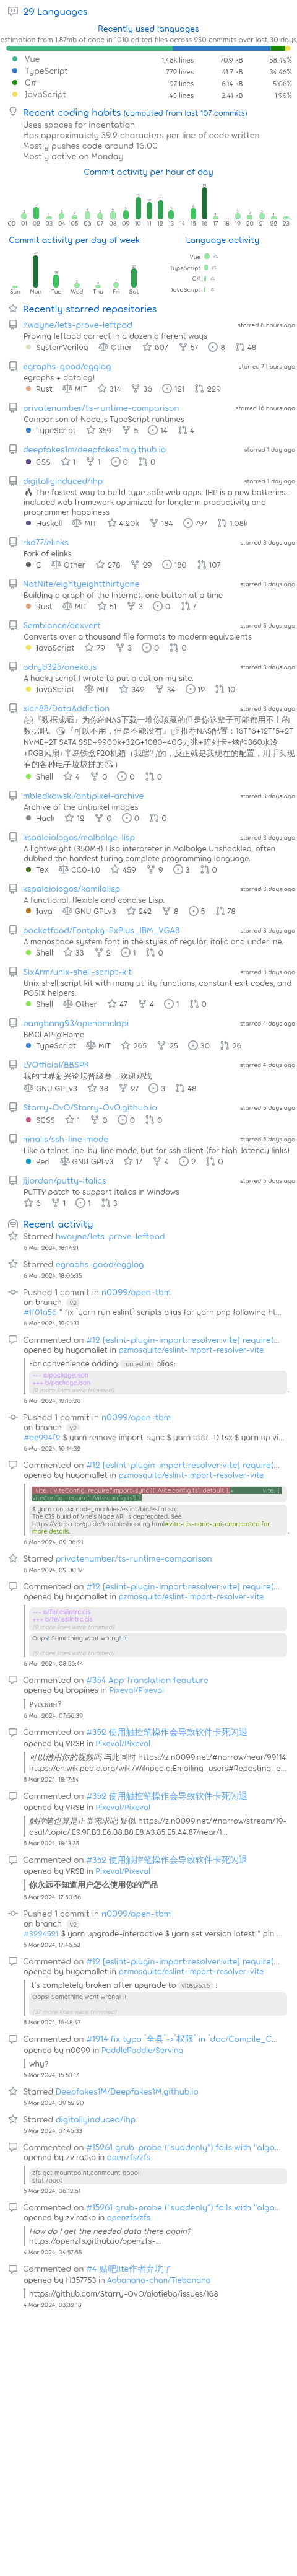 29 Languages
Recently used languages
estimation from 1.87mb of code in 1010 edited files across 250 commits over last 30 days
Vue 1.48k lines 70.9 kB 58.49%
TypeScript 772 lines 41.7 kB 34.46%
C# 97 lines 6.14 kB 5.06%
JavaScript 45 lines 2.41 kB 1.99%
Recent coding habits (computed from last 107 commits)
Uses spaces for indentation
Has approximately 39.2 characters per line of code written
Mostly pushes code around 16:00
Mostly active on Monday
Commit activity per hour of day
00 01 02 03 04 05 06 07 08 09 10 11 12 13 14 15 16 17 18 19 20 21 22 23
Commit activity per day of week
Language activity
Vue
TypeScript
C#
JavaScript
Sun Mon Tue Wed Thu Fri Sat
Recently starred repositories
hwayne/lets-prove-leftpad starred 6 hours ago
Proving leftpad correct in a dozen different ways
SystemVerilog Other 607 57 8 48
egraphs-good/egglog starred 7 hours ago
egraphs + datalog!
Rust MIT 314 36 121 229
privatenumber/ts-runtime-comparison starred 16 hours ago
Comparison of Node.js TypeScript runtimes
TypeScript 359 5 14 4
deepfakes1m/deepfakes1m.github.io starred 1 day ago
CSS 1 1 0 0
digitallyinduced/ihp starred 1 day ago
🔥 The fastest way to build type safe web apps. IHP is a new batteries-
included web framework optimized for longterm productivity and
programmer happiness
Haskell MIT 4.20k 184 797 1.08k
rkd77/elinks starred 3 days ago
Fork of elinks
C Other 278 29 180 107
NotNite/eightyeightthirtyone starred 3 days ago
Building a graph of the Internet, one button at a time
Rust MIT 51 3 0 7
Sembiance/dexvert starred 3 days ago
Converts over a thousand file formats to modern equivalents
JavaScript 79 3 0 0
adryd325/oneko.js starred 3 days ago
A hacky script I wrote to put a cat on my site.
JavaScript MIT 342 34 12 10
xlch88/DataAddiction starred 3 days ago
『数据成瘾』为你的NAS下载一堆你珍藏的但是你这辈子可能都用不上的
数据吧。『可以不用，但是不能没有』推荐NAS配置：16T*6+12T*5+2T
NVME+2T SATA SSD+9900k+32G+1080+40G万兆+阵列卡+炫酷360水冷
+RGB风扇+半岛铁盒F20机箱（我瞎写的，反正就是我现在的配置，用手头现
有的各种电子垃圾拼的）
Shell 4 0 0 0
mbledkowski/antipixel-archive starred 3 days ago
Archive of the antipixel images
Hack 12 0 0 0
kspalaiologos/malbolge-lisp starred 3 days ago
A lightweight (350MB) Lisp interpreter in Malbolge Unshackled, often
dubbed the hardest turing complete programming language.
TeX CC0-1.0 459 9 3 0
kspalaiologos/kamilalisp starred 3 days ago
A functional, flexible and concise Lisp.
Java GNU GPLv3 242 8 5 78
pocketfood/Fontpkg-PxPlus_IBM_VGA8 starred 3 days ago
A monospace system font in the styles of regular, italic and underline.
Shell 33 2 1 0
SixArm/unix-shell-script-kit starred 3 days ago
Unix shell script kit with many utility functions, constant exit codes, and
POSIX helpers.
Shell Other 47 4 1 0
bangbang93/openbmclapi starred 4 days ago
BMCLAPI@Home
TypeScript MIT 265 25 30 26
LYOfficial/BBSPK starred 4 days ago
我的世界新兴论坛晋级赛，欢迎观战
GNU GPLv3 38 27 3 48
Starry-OvO/Starry-OvO.github.io starred 5 days ago
SCSS 1 0 0 0
mnalis/ssh-line-mode starred 5 days ago
Like a telnet line-by-line mode, but for ssh client (for high-latency links)
Perl GNU GPLv3 17 4 2 0
jjjordan/putty-italics starred 5 days ago
PuTTY patch to support italics in Windows
6 1 1 3
Recent activity
Starred hwayne/lets-prove-leftpad
6 Mar 2024, 18:17:21
Starred egraphs-good/egglog
6 Mar 2024, 18:06:35
Pushed 1 commit in n0099/open-tbm
on branch v2
#ff01a56 * fix `yarn run eslint` scripts alias for yarn pnp following ht...
6 Mar 2024, 12:21:31
Commented on #12 [eslint-plugin-import:resolver:vite] require(...
opened by hugomallet in pzmosquito/eslint-import-resolver-vite
For convenience adding run eslint alias:
--- a/package.json
+++ b/package.json
(12 more lines were trimmed)
6 Mar 2024, 12:15:26
Pushed 1 commit in n0099/open-tbm
on branch v2
#ae994f2 $ yarn remove import-sync $ yarn add -D tsx $ yarn up vi...
6 Mar 2024, 10:14:32
Commented on #12 [eslint-plugin-import:resolver:vite] require(...
opened by hugomallet in pzmosquito/eslint-import-resolver-vite
- vite: { viteConfig: require('import-sync')('./vite.config.ts').default } + vite: {
viteConfig: require('./vite.config.ts') }
$ yarn run tsx node_modules/eslint/bin/eslint src
The CJS build of Vite's Node API is deprecated. See
https://vitejs.dev/guide/troubleshooting.html#vite-cjs-node-api-deprecated for
more details.
6 Mar 2024, 09:06:21
Starred privatenumber/ts-runtime-comparison
6 Mar 2024, 09:00:17
Commented on #12 [eslint-plugin-import:resolver:vite] require(...
opened by hugomallet in pzmosquito/eslint-import-resolver-vite
--- a/fe/.eslintrc.cjs
+++ b/fe/.eslintrc.cjs
(11 more lines were trimmed)
Oops! Something went wrong! :(
6 Mar 2024, 08:56:44
Commented on #354 App Translation feauture
opened by bropines in Pixeval/Pixeval
Русский?
6 Mar 2024, 07:56:39
Commented on #352 使用触控笔操作会导致软件卡死闪退
opened by YRSB in Pixeval/Pixeval
可以借用你的视频吗 与此同时 https://z.n0099.net/#narrow/near/99114
https://en.wikipedia.org/wiki/Wikipedia:Emailing_users#Reposting_e...
5 Mar 2024, 18:17:54
Commented on #352 使用触控笔操作会导致软件卡死闪退
opened by YRSB in Pixeval/Pixeval
触控笔也算是正常需求吧 疑似 https://z.n0099.net/#narrow/stream/19-
osu!/topic/.E9.9F.B3.E6.B8.B8.E8.A3.85.E5.A4.87/near/1...
5 Mar 2024, 18:13:35
Commented on #352 使用触控笔操作会导致软件卡死闪退
opened by YRSB in Pixeval/Pixeval
你永远不知道用户怎么使用你的产品
5 Mar 2024, 17:50:56
Pushed 1 commit in n0099/open-tbm
on branch v2
#3224521 $ yarn upgrade-interactive $ yarn set version latest * pin ...
5 Mar 2024, 17:46:53
Commented on #12 [eslint-plugin-import:resolver:vite] require(...
opened by hugomallet in pzmosquito/eslint-import-resolver-vite
It's completely broken after upgrade to vite@5.1.5 :
Oops! Something went wrong! :(
(37 more lines were trimmed)
5 Mar 2024, 16:48:47
Commented on #1914 fix typo `全县`->`权限` in `doc/Compile_C...
opened by n0099 in PaddlePaddle/Serving
why?
5 Mar 2024, 15:53:17
Starred Deepfakes1M/Deepfakes1M.github.io
5 Mar 2024, 09:52:20
Starred digitallyinduced/ihp
5 Mar 2024, 07:46:33
Commented on #15261 grub-probe ("suddenly") fails with "algo...
opened by zviratko in openzfs/zfs
zfs get mountpoint,canmount bpool
stat /boot
5 Mar 2024, 06:12:51
Commented on #15261 grub-probe ("suddenly") fails with "algo...
opened by zviratko in openzfs/zfs
How do I get the needed data there again?
https://openzfs.github.io/openzfs-...
4 Mar 2024, 04:57:55
Commented on #4 贴吧lite作者弃坑了
opened by H357753 in Aobanana-chan/Tiebanana
https://github.com/Starry-OvO/aiotieba/issues/168
4 Mar 2024, 03:32:18